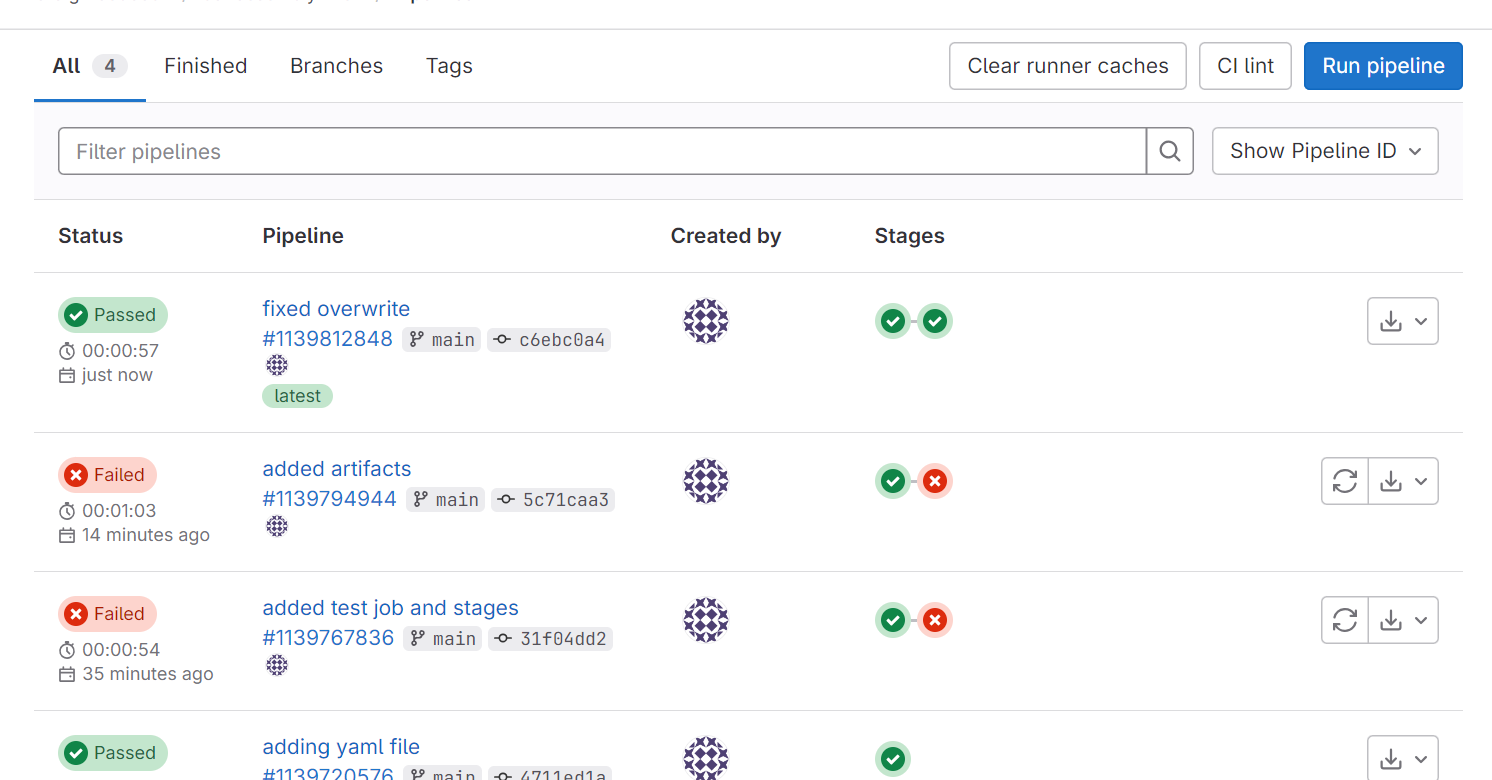 All 4 Finished Branches Tags Clear runner caches CI lint Run pipeline
Filter pipelines Show Pipeline ID
Status Pipeline Created by Stages
Passed
00:00:57
just now
fixed overwrite
#1139812848 main c6ebc0a4
latest
Failed
00:01:03
14 minutes ago
added artifacts
#1139794944 main 5c71caa3
Failed
00:00:54
35 minutes ago
added test job and stages
#1139767836 main 31f04dd2
Passed
adding yaml file
#1139720576 main 4711ed1a